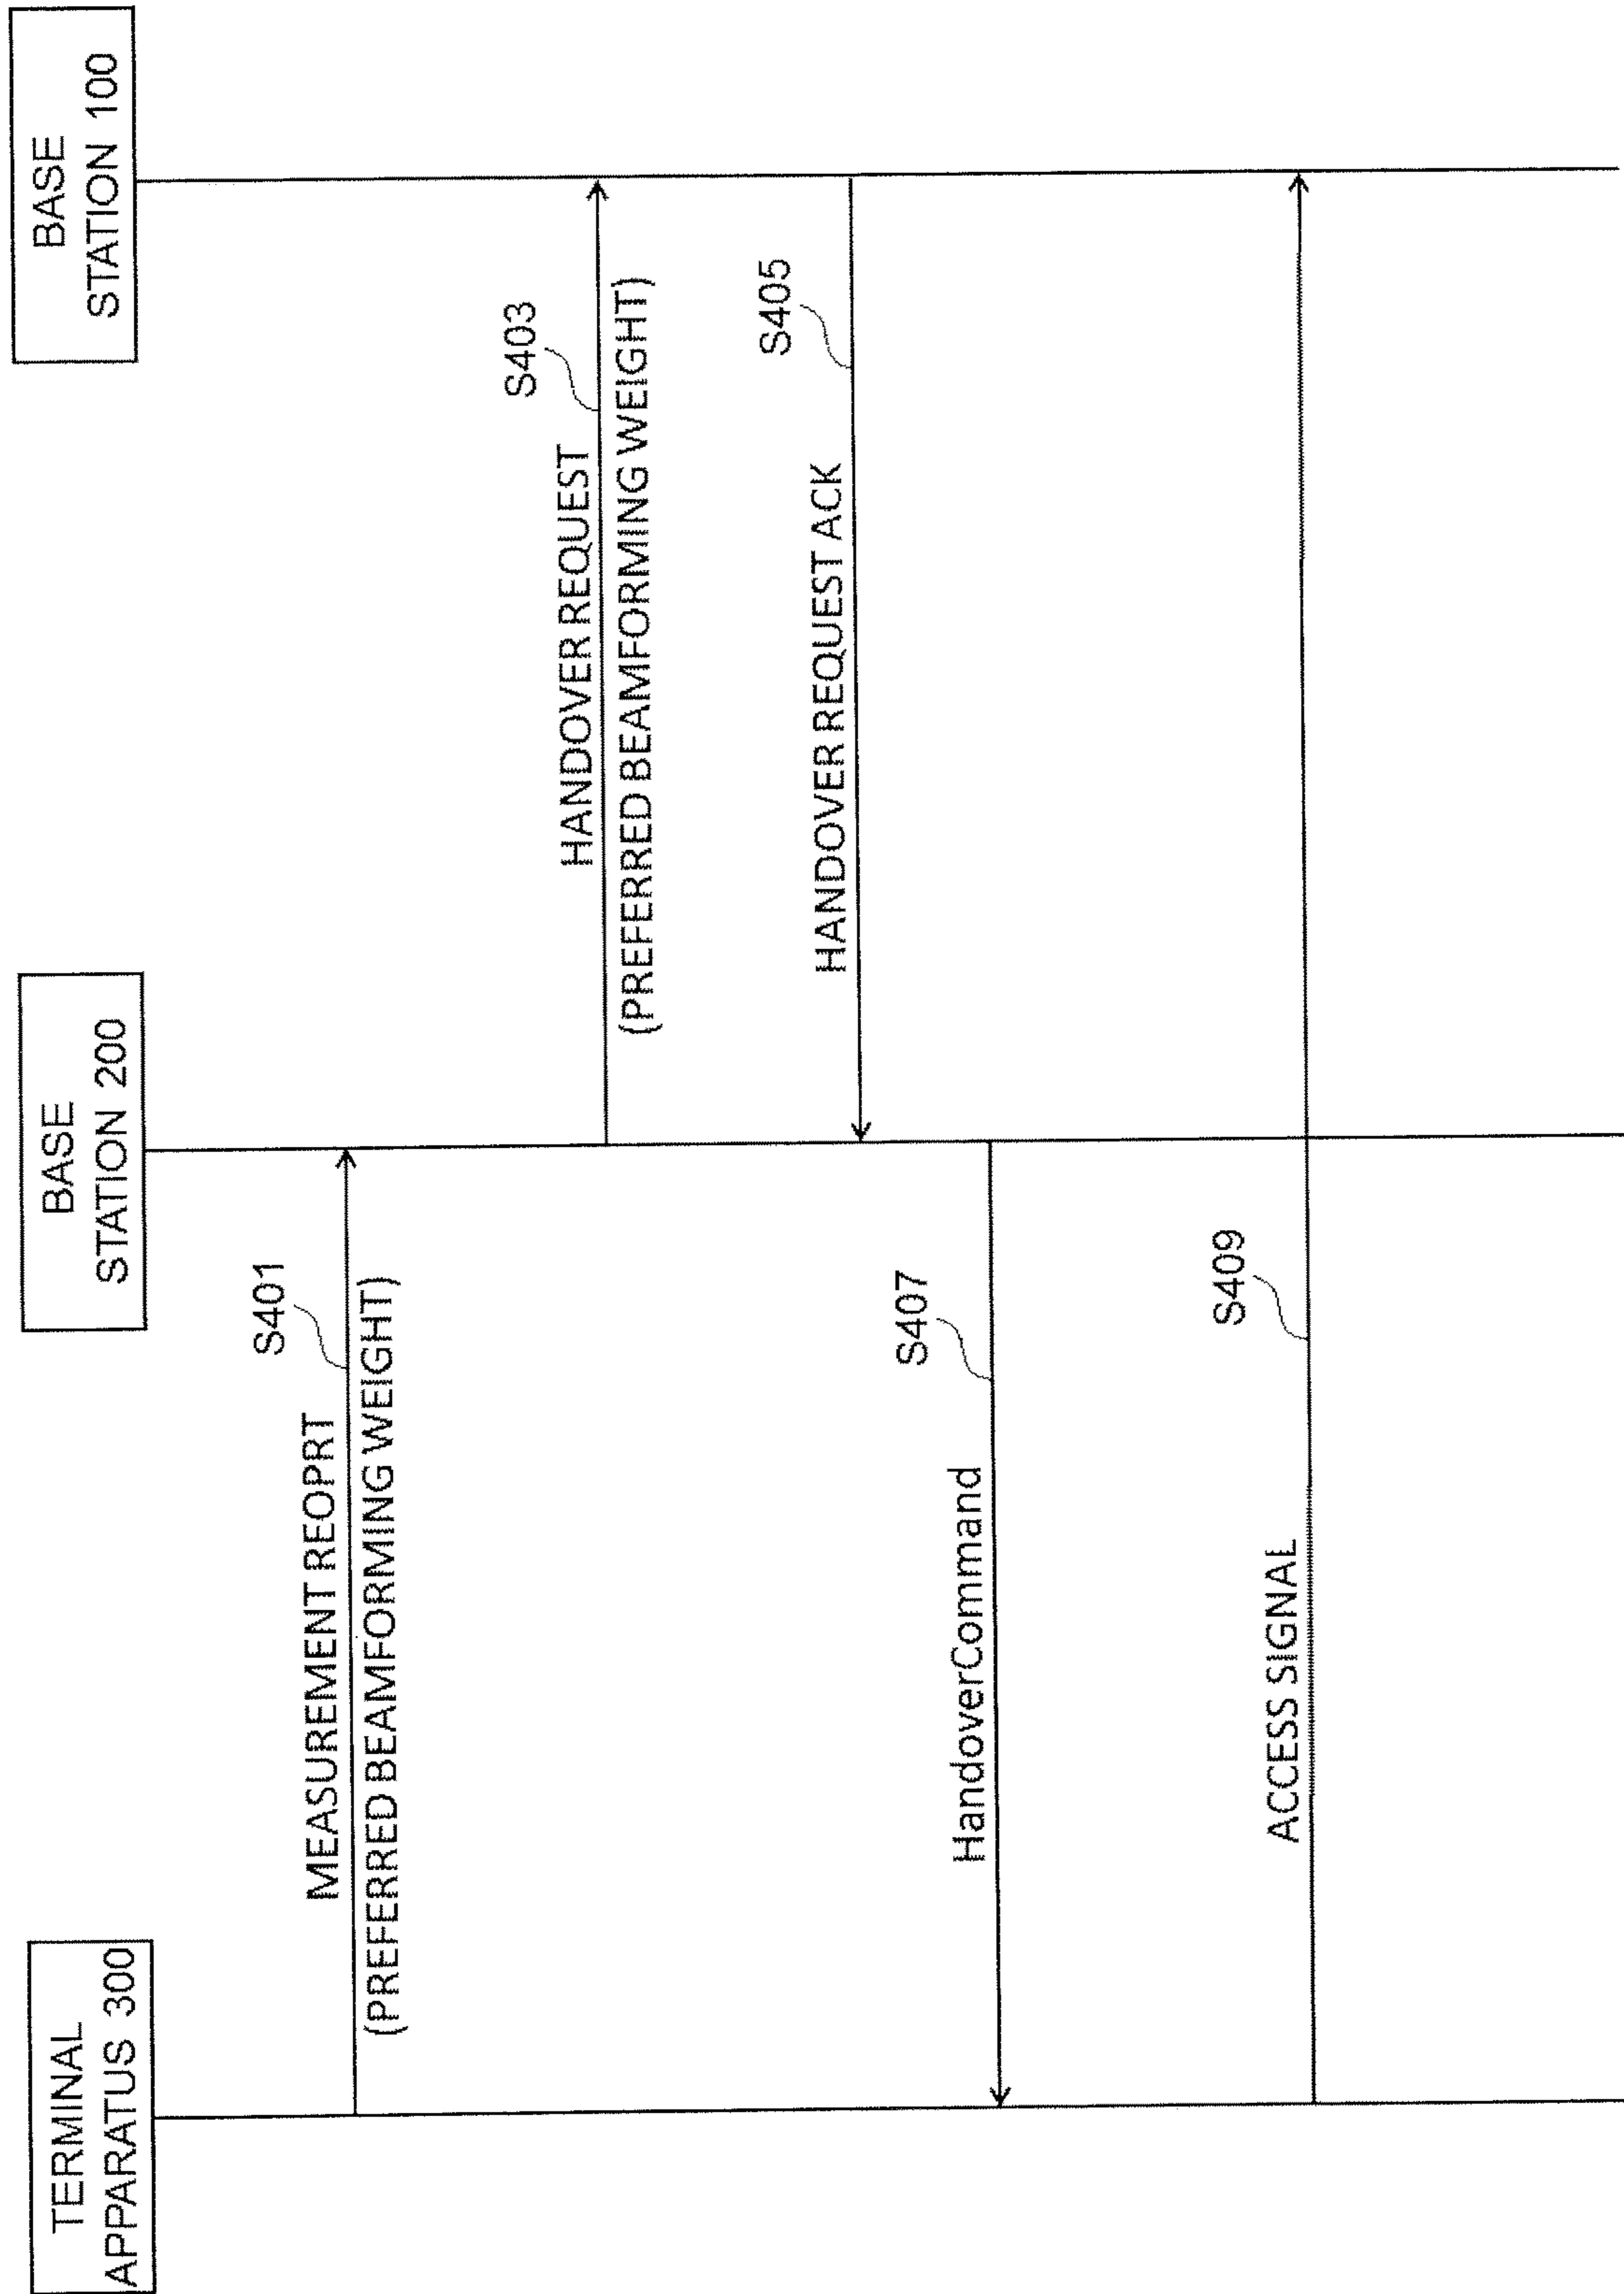 TERMINAL
APPARATUS 300
BASE
STATION 200
BASE
STATION 100
S401
MEASUREMENT REOPRT
(PREFERRED BEAMFORMING WEIGHT)
S403
HANDOVER REQUEST
(PREFERRED BEAMFORMING WEIGHT)
S405
HANDOVER REQUEST ACK
S407
HandoverCommand
S409
ACCESS SIGNAL